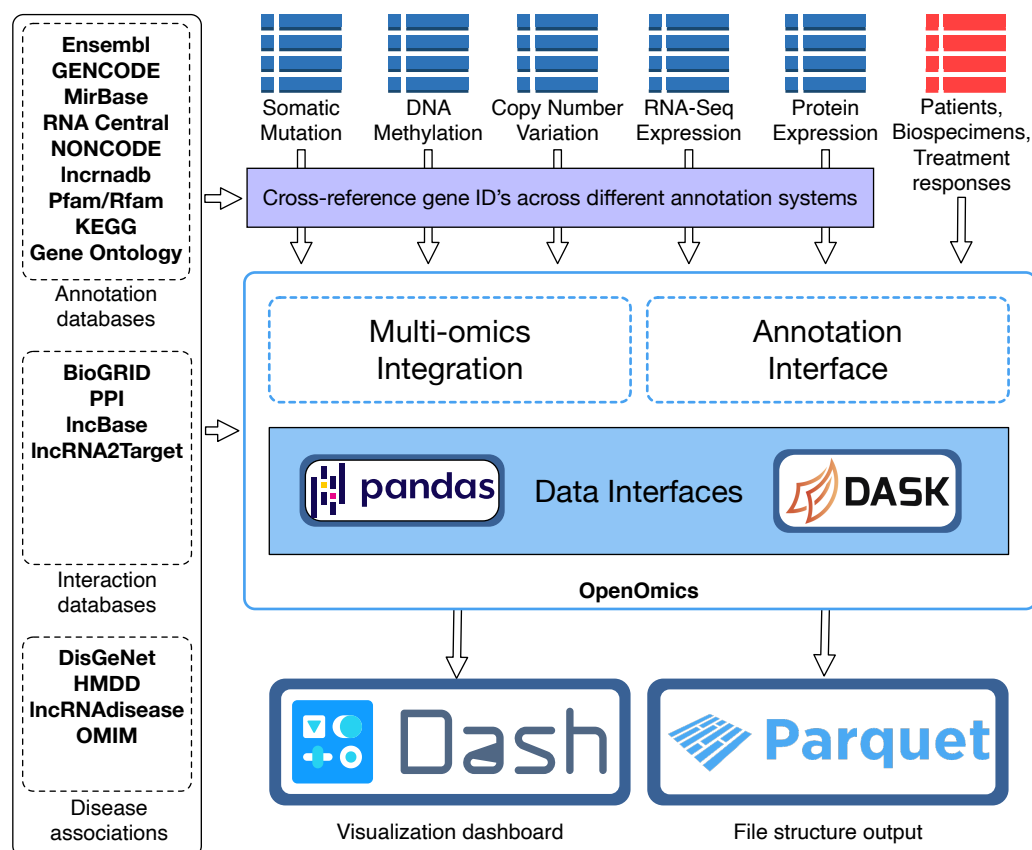 Ensembl
GENCODE
MirBase
RNA Central
NONCODE
lncrnadb
Pfam/Rfam
KEGG
Gene Ontology
Annotation
databases
BioGRID
PPI
lncBase
lncRNA2Target
Interaction
databases
DisGeNet
HMDD
lncRNAdisease
OMIM
Disease
associations
Somatic
Mutation
DNA
Methylation
Copy Number
Variation
RNA-Seq
Expression
Protein
Expression
Patients,
Biospecimens,
Treatment
responses
Cross-reference gene ID's across different annotation systems
Multi-omics
Integration
Annotation
Interface
pandas
Data Interfaces
DASK
OpenOmics
Dash
Parquet
Visualization dashboard
File structure output